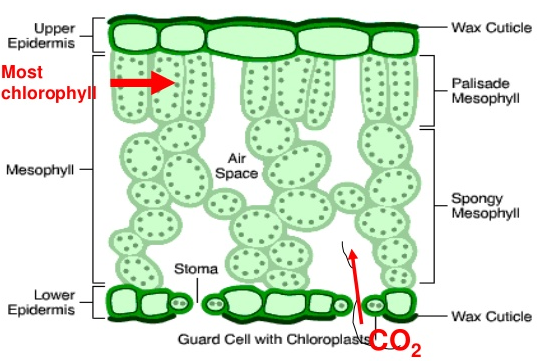 Upper
Epidermis
Wax Cuticle
Most
chlorophyll
Palisade
Mesophyll
Mesophyll
Air
Space
Spongy
Mesophyll
Stoma
Lower
Epidermis
Wax Cuticle
Guard Cell with Chloroplasts
CO₂